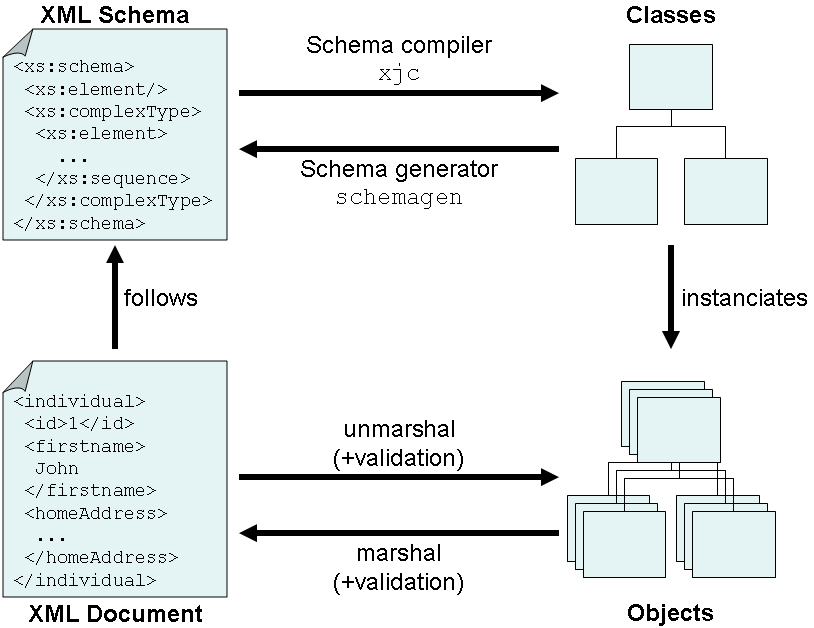 XML Schema
Classes
<xs:schema>
<xs:element/>
<xs:complexType>
<xs:element>
...
</xs:sequence>
</xs:complexType>
</xs:schema>
Schema compiler
xjc
Schema generator
schemagen
follows
instanciates
<individual>
<id>1</id>
<firstname>
John
</firstname>
<homeAddress>
...
</homeAddress>
</individual>
unmarshal
(+validation)
marshal
(+validation)
XML Document
Objects